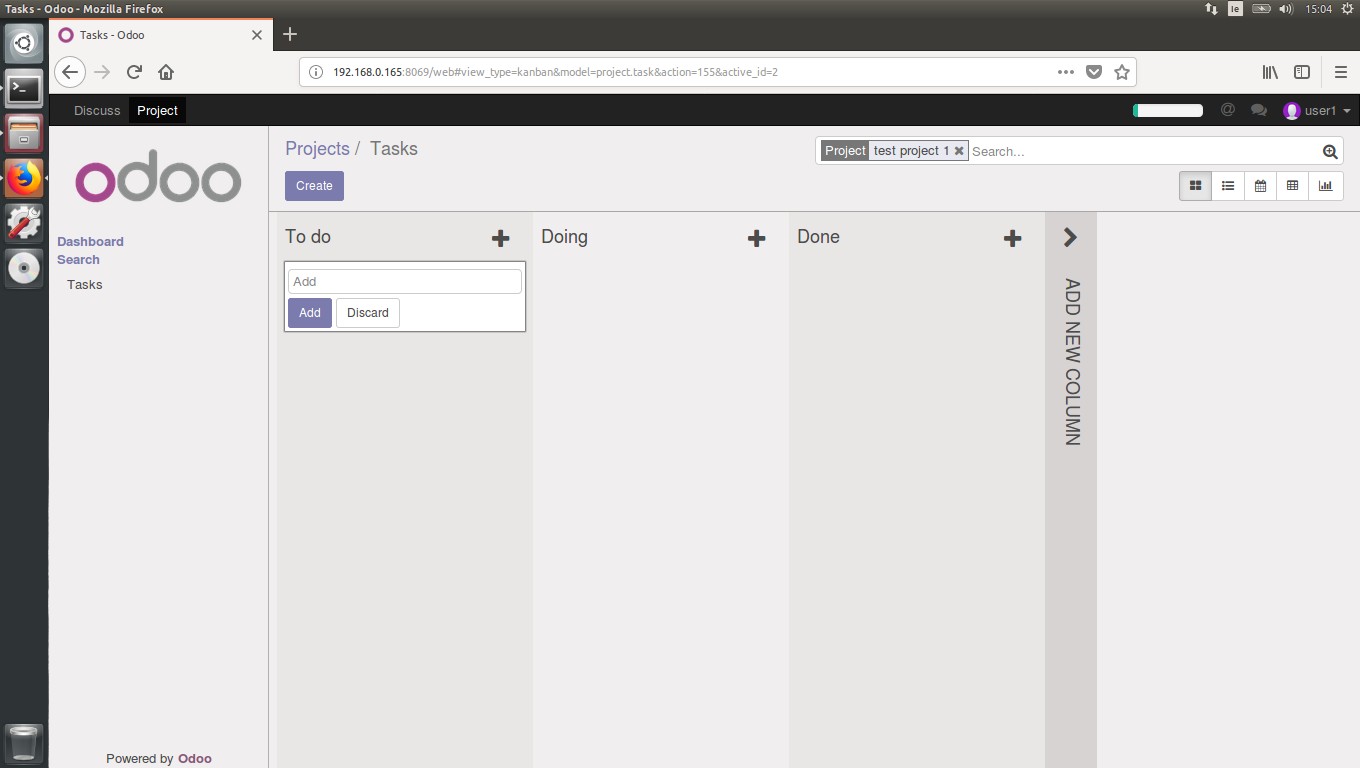 Tasks - Odoo - Mozilla Firefox
Ie
15:04
Tasks - Odoo
192.168.0.165:8069/web#view_type=kanban&model=project.task&action=155&active_id=2
Discuss
Project
@
user1
odoo
Dashboard
Search
Tasks
Powered by Odoo
Projects / Tasks
Project test project 1 Search...
Create
To do
Doing
Done
Add
Add
Discard
ADD NEW COLUMN